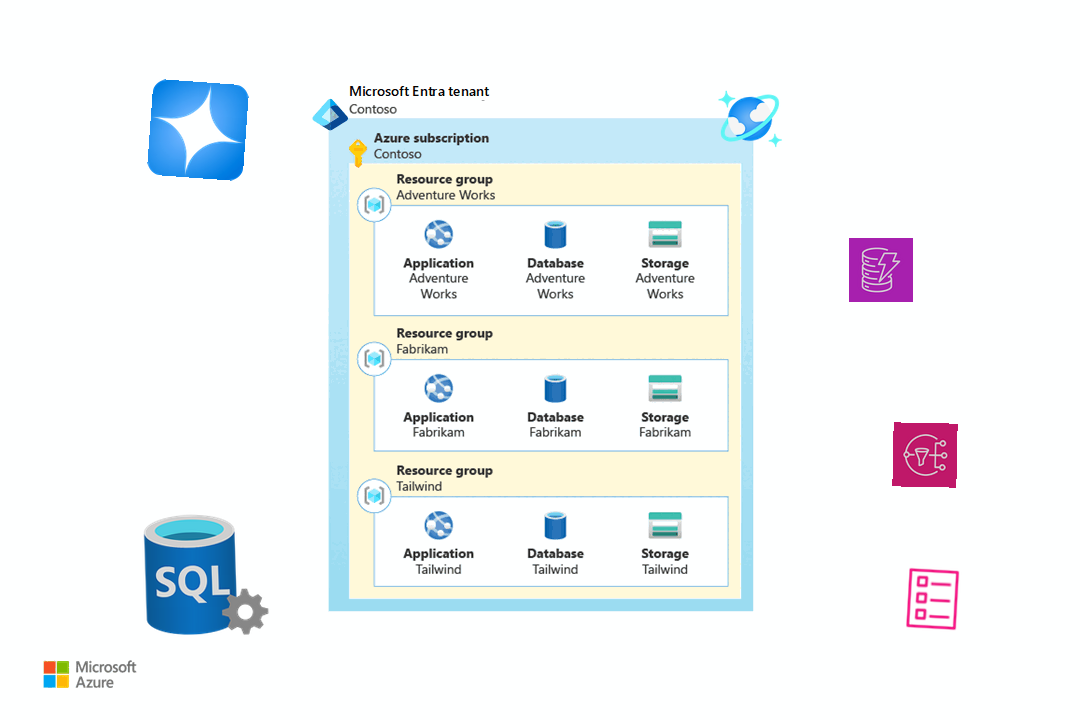 Microsoft Entra tenant
Contoso
Azure subscription
Contoso
Resource group
Adventure Works
Application
Adventure
Works
Database
Adventure
Works
Storage
Adventure
Works
Resource group
Fabrikam
Application
Fabrikam
Database
Fabrikam
Storage
Fabrikam
Resource group
Tailwind
Application
Tailwind
Database
Tailwind
Storage
Tailwind
SQL
Microsoft
Azure